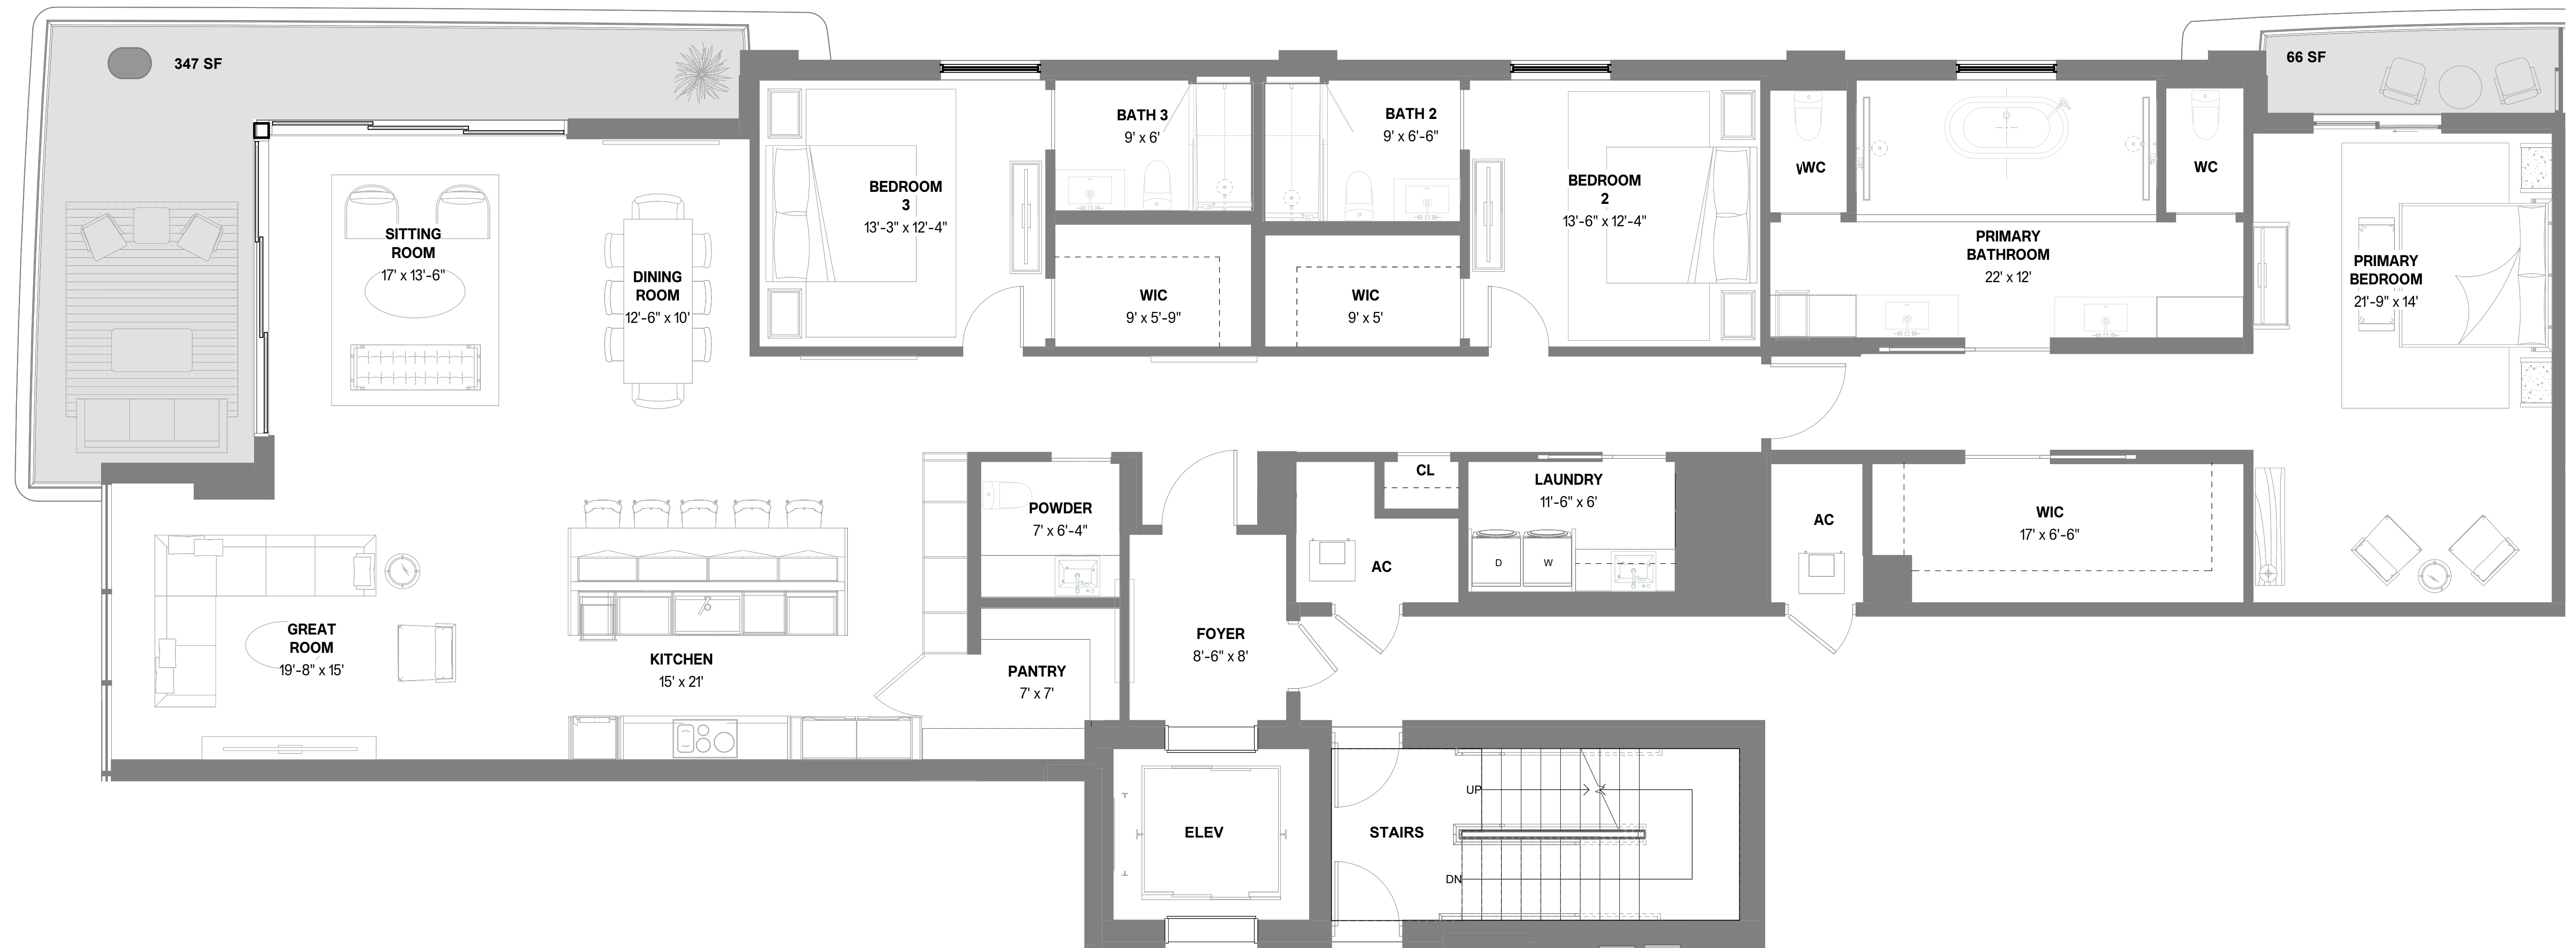 347 SF
66 SF
BATH 3
9' x 6'
BATH 2
9' x 6'-6"
WC
WC
BEDROOM
3
13'-3" x 12'-4"
BEDROOM
2
13'-6" x 12'-4"
SITTING
ROOM
17' x 13'-6"
DINING
ROOM
12'-6" x 10'
WIC
9' x 5'-9"
WIC
9' x 5'
PRIMARY
BATHROOM
22' x 12'
PRIMARY
BEDROOM
21'-9" x 14'
CL
LAUNDRY
11'-6" x 6'
D
W
POWDER
7' x 6'-4"
AC
AC
WIC
17' x 6'-6"
GREAT
ROOM
19'-8" x 15'
KITCHEN
15' x 21'
PANTRY
7' x 7'
FOYER
8'-6" x 8'
ELEV
STAIRS
UP
DN